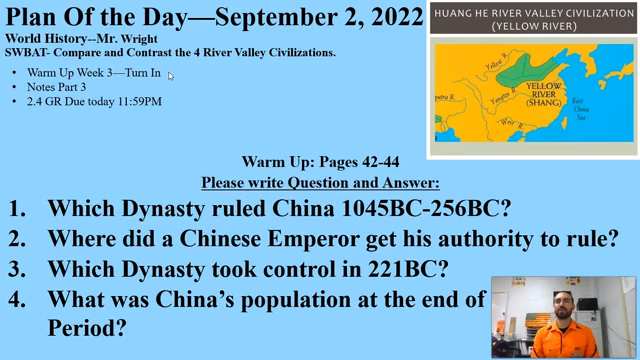 Plan Of the Day—September 2, 2022
World History--Mr. Wright
SWBAT- Compare and Contrast the 4 River Valley Civilizations.
• Warm Up Week 3—Turn In
• Notes Part 3
• 2.4 GR Due today 11:59PM
HUANG HE RIVER VALLEY CIVILIZATION
(YELLOW RIVER)
Yellow R.
YELLOW
RIVER
(SHANG)
Yangtze R.
East
China
Sea
Warm Up: Pages 42-44
Please write Question and Answer:
1. Which Dynasty ruled China 1045BC-256BC?
2. Where did a Chinese Emperor get his authority to rule?
3. Which Dynasty took control in 221BC?
4. What was China's population at the end of
Period?